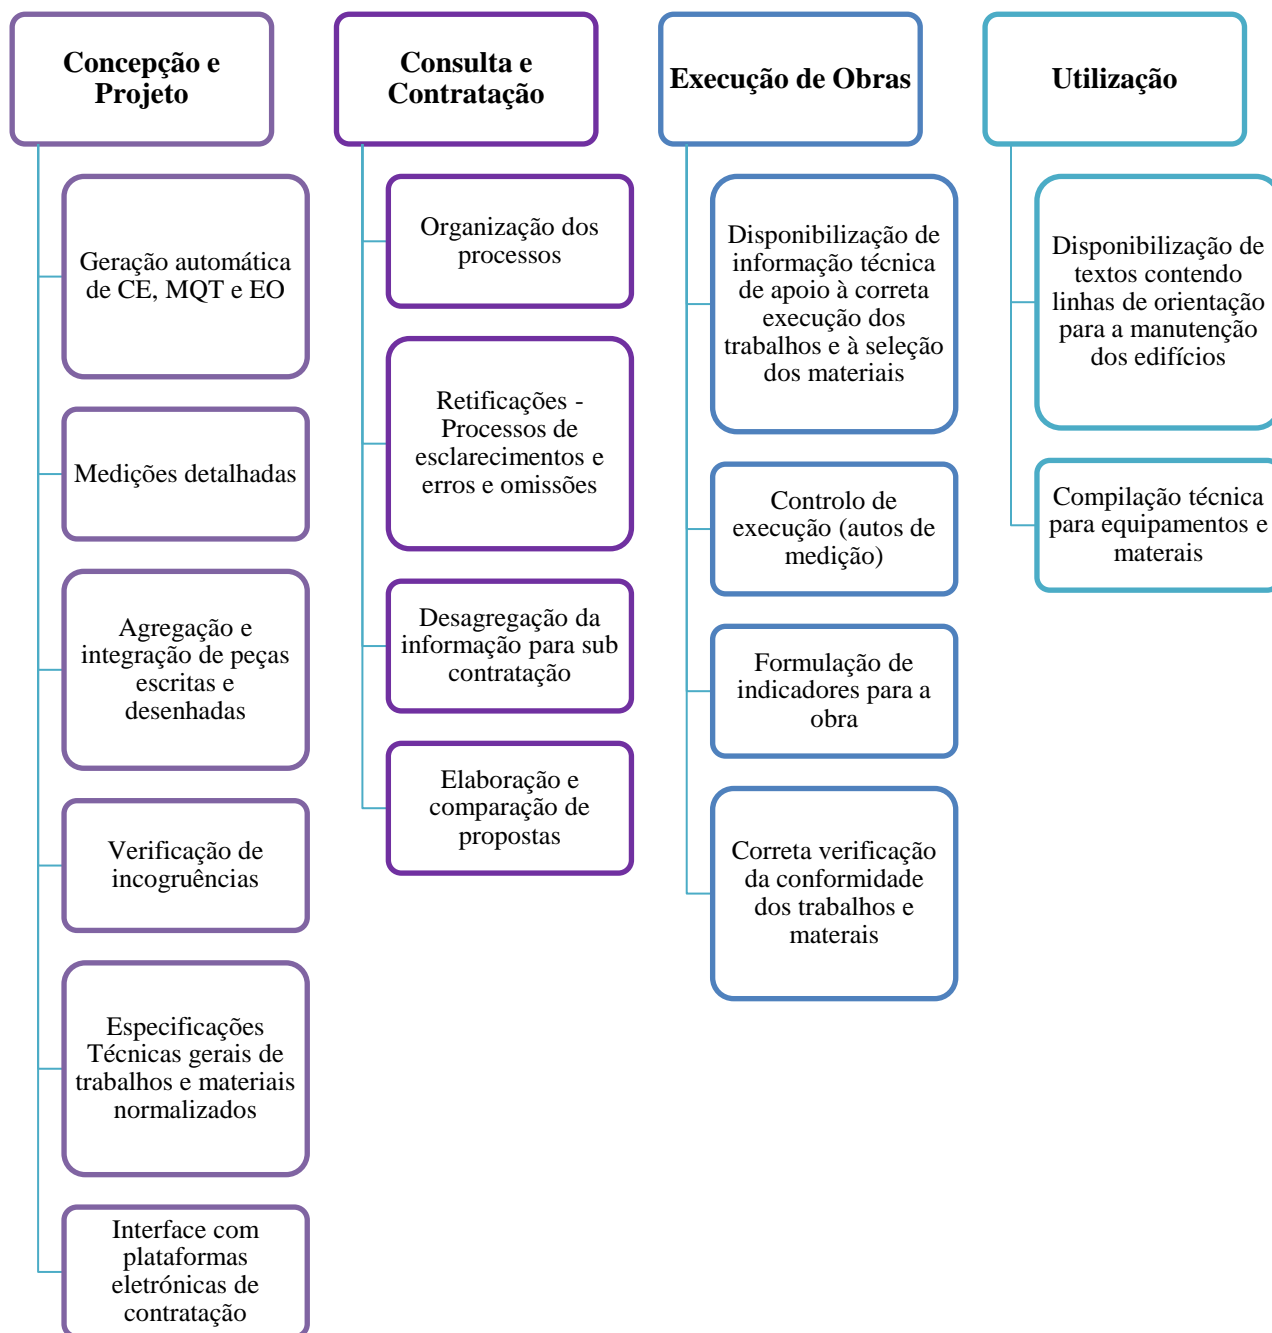 Concepção e
Projeto
Geração automática
de CE, MQT e EO
Medições detalhadas
Agregação e
integração de peças
escritas e
desenhadas
Verificação de
incogruências
Especificações
Técnicas gerais de
trabalhos e materiais
normalizados
Interface com
plataformas
eletrónicas de
contratação
Consulta e
Contratação
Organização dos
processos
Retificações -
Processos de
esclarecimentos e
erros e omissões
Desagregação da
informação para sub
contratação
Elaboração e
comparação de
propostas
Execução de Obras
Disponibilização de
informação técnica
de apoio à correta
execução dos
trabalhos e à seleção
dos materiais
Controlo de
execução (autos de
medição)
Formulação de
indicadores para a
obra
Correta verificação
da conformidade
dos trabalhos e
materais
Utilização
Disponibilização de
textos contendo
linhas de orientação
para a manutenção
dos edifícios
Compilação técnica
para equipamentos e
materais